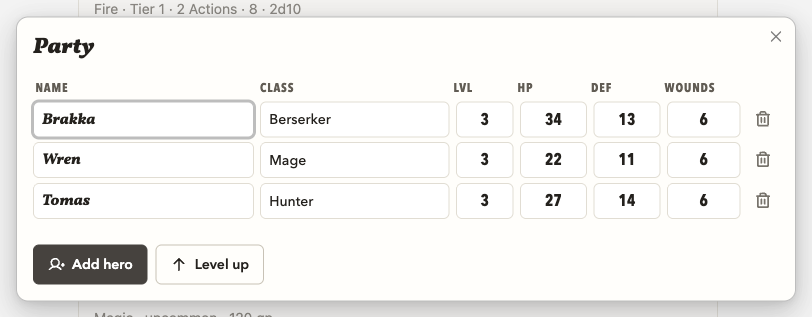 Fire · Tier 1 · 2 Actions · 8 · 2d10
Party
NAME CLASS LVL HP DEF WOUNDS
Brakka Berserker 3 34 13 6
Wren Mage 3 22 11 6
Tomas Hunter 3 27 14 6
Add hero Level up
Magic · uncommon · 120 gp